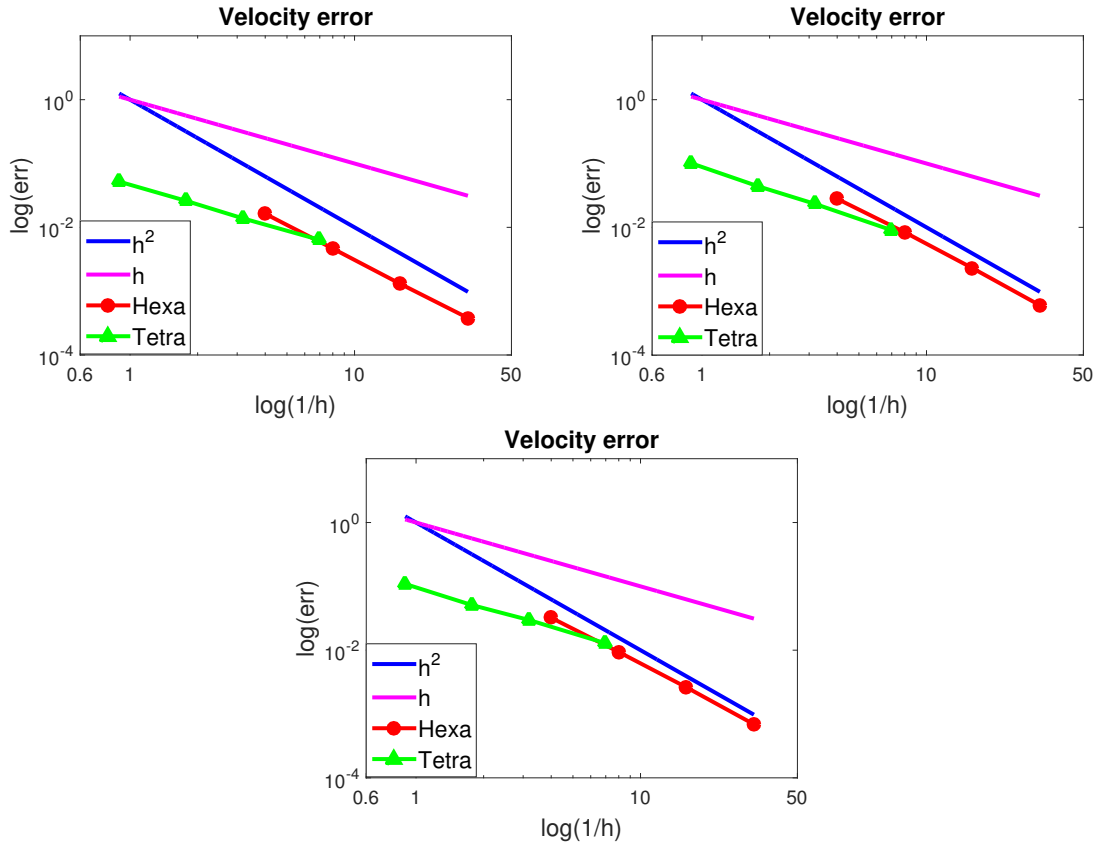 Velocity error
10^0
10^-2
10^-4
log(err)
h^2
h
Hexa
Tetra
0.6
1
10
50
log(1/h)
Velocity error
10^0
10^-2
10^-4
log(err)
h^2
h
Hexa
Tetra
0.6
1
10
50
log(1/h)
Velocity error
10^0
10^-2
10^-4
log(err)
h^2
h
Hexa
Tetra
0.6
1
10
50
log(1/h)